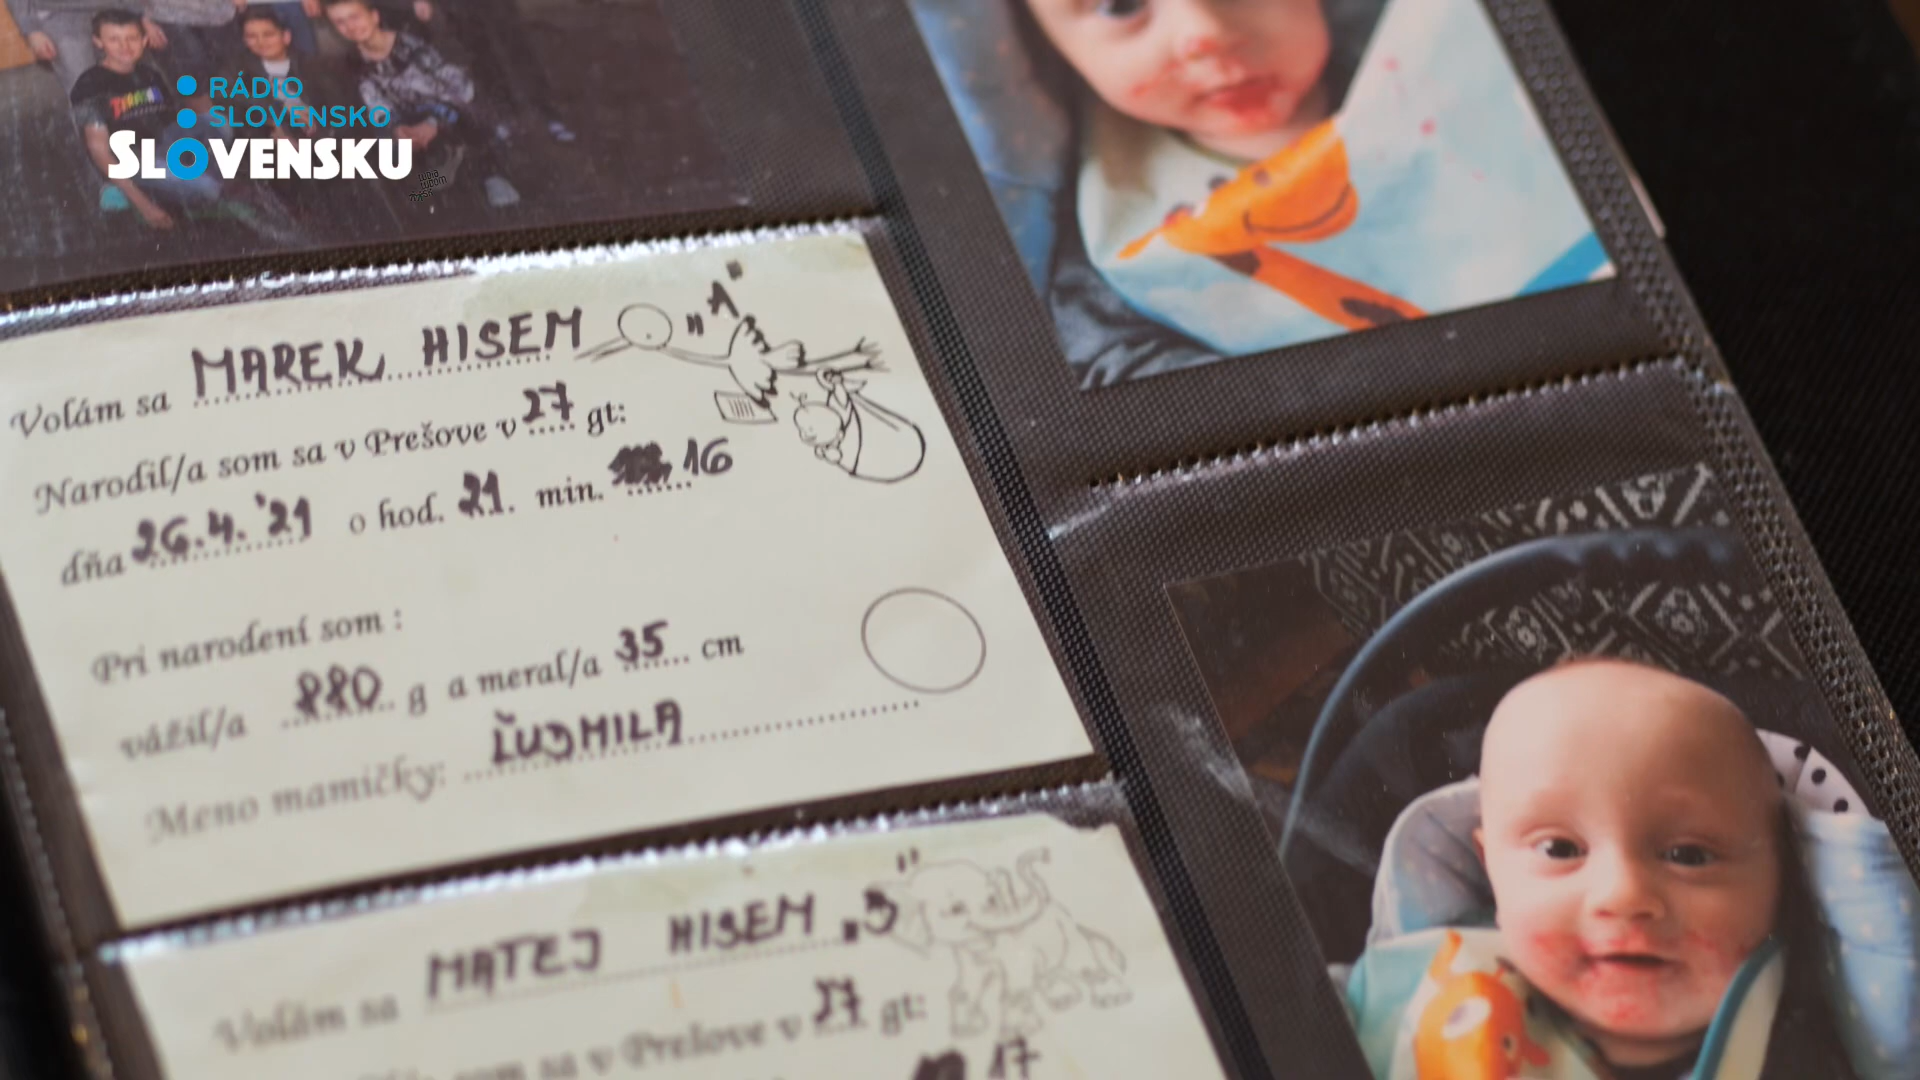 RÁDIO
SLOVENSKO
SLOVENSKU
Volám sa MAREK HISEM „A"
Narodil/a som sa v Prešove v 27 gt:
dňa 26.4.'21 o hod. 21. min. 16
Pri narodení som :
vážil/a 880 g a meral/a 35 cm
Meno mamičky: ĽUDMILA
Volám sa MATEJ HISEM „B"
som sa v Prešove v 27 gt:
17